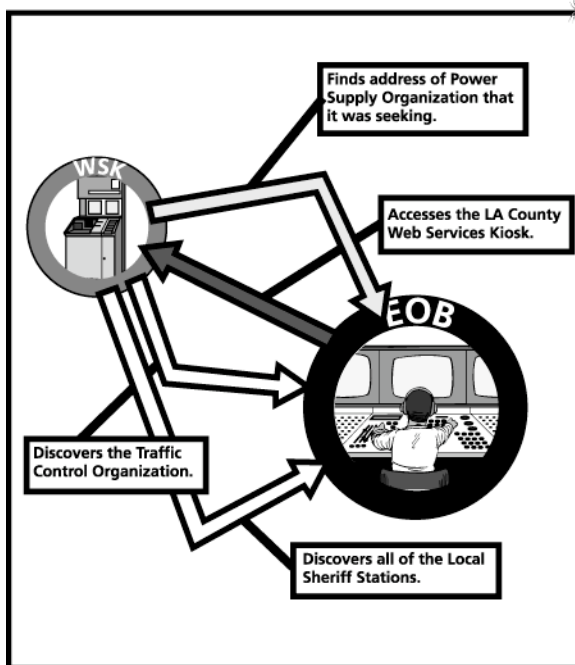 Finds address of Power
Supply Organization that
it was seeking.
WSK
Accesses the LA County
Web Services Kiosk.
EOB
Discovers the Traffic
Control Organization.
Discovers all of the Local
Sheriff Stations.